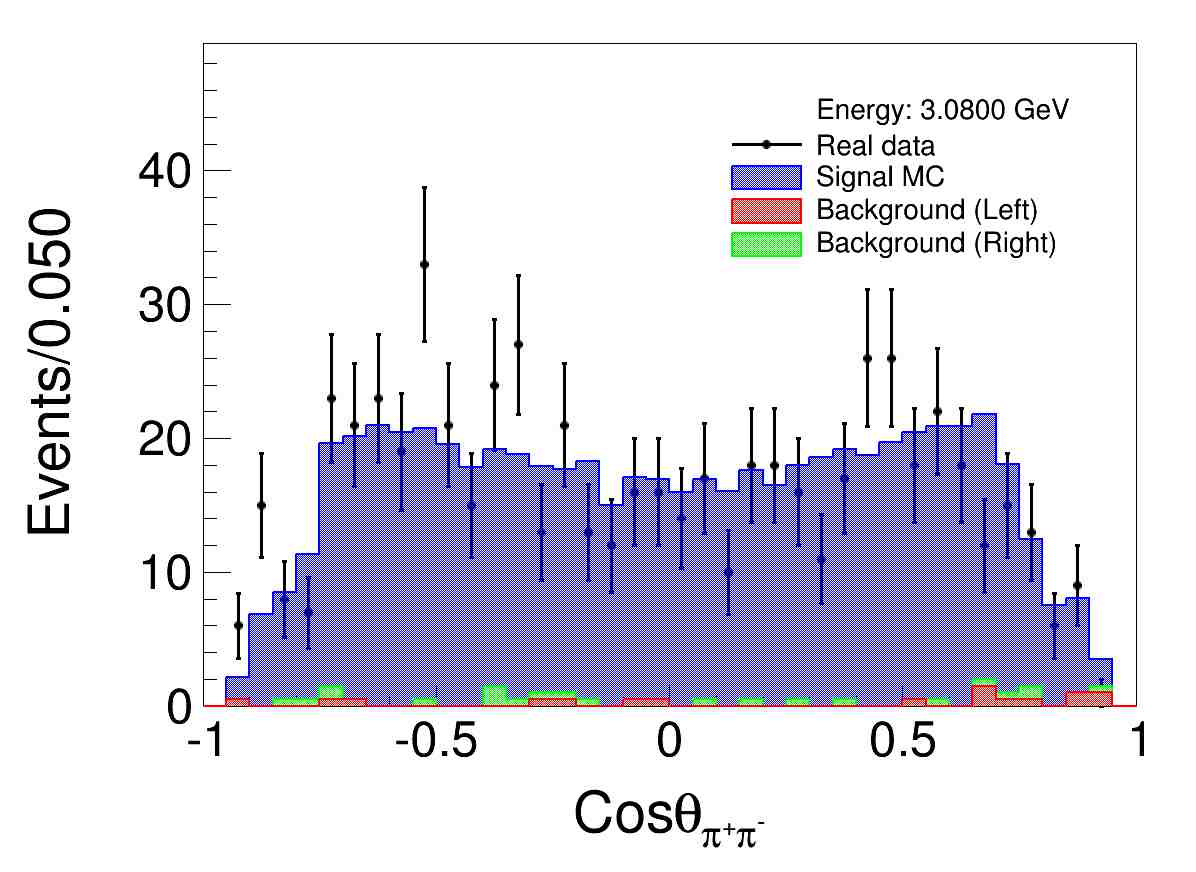 Energy: 3.0800 GeV
Real data
Signal MC
Background (Left)
Background (Right)
Events/0.050
40
30
20
10
0
-1
-0.5
0
0.5
1
Cosθπ⁺π⁻